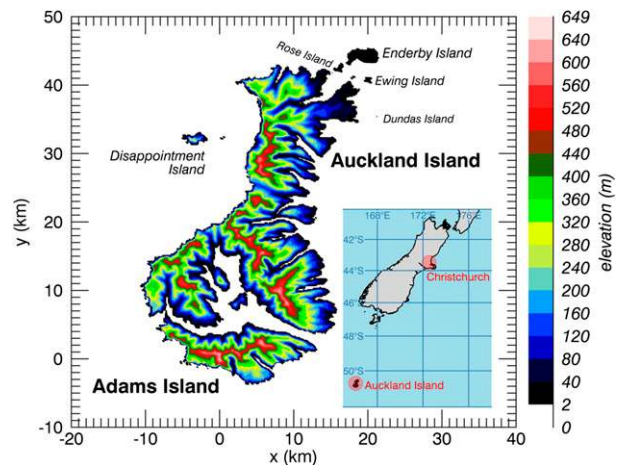 50
40
30
20
10
0
-10
y (km)
-20
-10
0
10
20
30
40
x (km)
Rose Island
Enderby Island
Ewing Island
Dundas Island
Disappointment
Island
Auckland Island
Adams Island
168°E
172°E
176°E
42°S
44°S
46°S
48°S
50°S
Christchurch
Auckland Island
649
640
600
560
520
480
440
400
360
320
280
240
200
160
120
80
40
2
0
elevation (m)